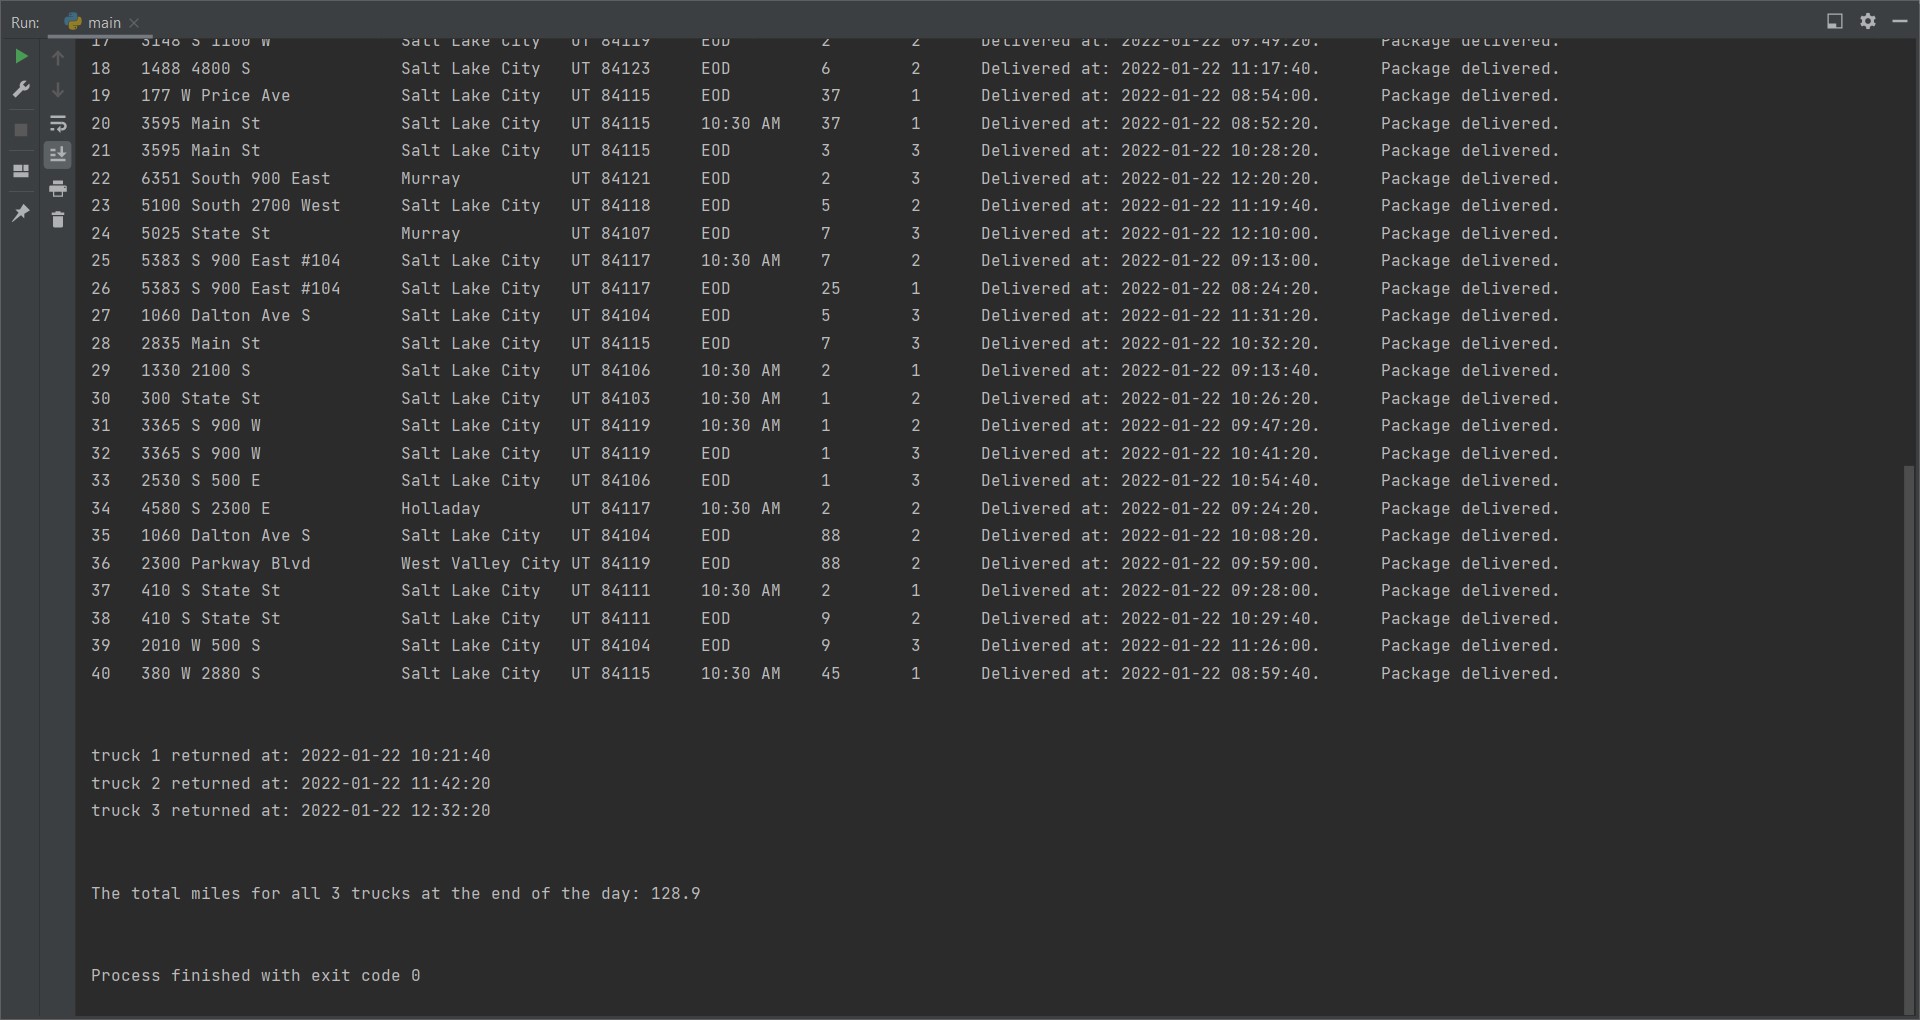 Run: main
17 3148 S 1100 W Salt Lake City UT 84119 EOD 2 2 Delivered at: 2022-01-22 09:49:20. Package delivered.
18 1488 4800 S Salt Lake City UT 84123 EOD 6 2 Delivered at: 2022-01-22 11:17:40. Package delivered.
19 177 W Price Ave Salt Lake City UT 84115 EOD 37 1 Delivered at: 2022-01-22 08:54:00. Package delivered.
20 3595 Main St Salt Lake City UT 84115 10:30 AM 37 1 Delivered at: 2022-01-22 08:52:20. Package delivered.
21 3595 Main St Salt Lake City UT 84115 EOD 3 3 Delivered at: 2022-01-22 10:28:20. Package delivered.
22 6351 South 900 East Murray UT 84121 EOD 2 3 Delivered at: 2022-01-22 12:20:20. Package delivered.
23 5100 South 2700 West Salt Lake City UT 84118 EOD 5 2 Delivered at: 2022-01-22 11:19:40. Package delivered.
24 5025 State St Murray UT 84107 EOD 7 3 Delivered at: 2022-01-22 12:10:00. Package delivered.
25 5383 S 900 East #104 Salt Lake City UT 84117 10:30 AM 7 2 Delivered at: 2022-01-22 09:13:00. Package delivered.
26 5383 S 900 East #104 Salt Lake City UT 84117 EOD 25 1 Delivered at: 2022-01-22 08:24:20. Package delivered.
27 1060 Dalton Ave S Salt Lake City UT 84104 EOD 5 3 Delivered at: 2022-01-22 11:31:20. Package delivered.
28 2835 Main St Salt Lake City UT 84115 EOD 7 3 Delivered at: 2022-01-22 10:32:20. Package delivered.
29 1330 2100 S Salt Lake City UT 84106 10:30 AM 2 1 Delivered at: 2022-01-22 09:13:40. Package delivered.
30 300 State St Salt Lake City UT 84103 10:30 AM 1 2 Delivered at: 2022-01-22 10:26:20. Package delivered.
31 3365 S 900 W Salt Lake City UT 84119 10:30 AM 1 2 Delivered at: 2022-01-22 09:47:20. Package delivered.
32 3365 S 900 W Salt Lake City UT 84119 EOD 1 3 Delivered at: 2022-01-22 10:41:20. Package delivered.
33 2530 S 500 E Salt Lake City UT 84106 EOD 1 3 Delivered at: 2022-01-22 10:54:40. Package delivered.
34 4580 S 2300 E Holladay UT 84117 10:30 AM 2 2 Delivered at: 2022-01-22 09:24:20. Package delivered.
35 1060 Dalton Ave S Salt Lake City UT 84104 EOD 88 2 Delivered at: 2022-01-22 10:08:20. Package delivered.
36 2300 Parkway Blvd West Valley City UT 84119 EOD 88 2 Delivered at: 2022-01-22 09:59:00. Package delivered.
37 410 S State St Salt Lake City UT 84111 10:30 AM 2 1 Delivered at: 2022-01-22 09:28:00. Package delivered.
38 410 S State St Salt Lake City UT 84111 EOD 9 2 Delivered at: 2022-01-22 10:29:40. Package delivered.
39 2010 W 500 S Salt Lake City UT 84104 EOD 9 3 Delivered at: 2022-01-22 11:26:00. Package delivered.
40 380 W 2880 S Salt Lake City UT 84115 10:30 AM 45 1 Delivered at: 2022-01-22 08:59:40. Package delivered.
truck 1 returned at: 2022-01-22 10:21:40
truck 2 returned at: 2022-01-22 11:42:20
truck 3 returned at: 2022-01-22 12:32:20
The total miles for all 3 trucks at the end of the day: 128.9
Process finished with exit code 0